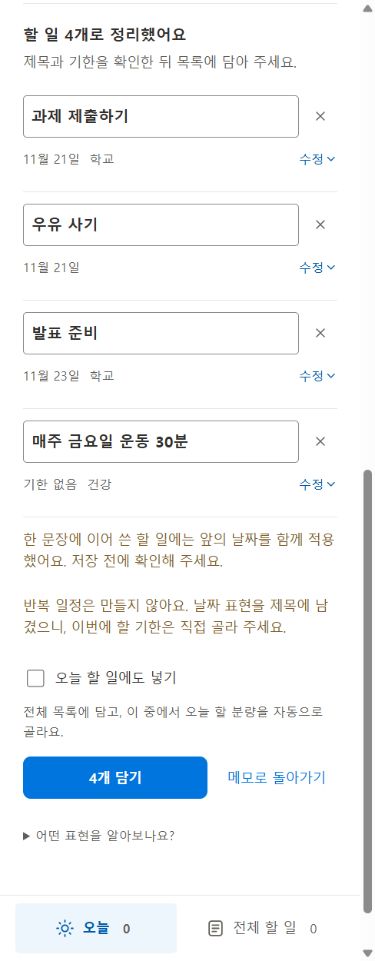 할 일 4개로 정리했어요
제목과 기한을 확인한 뒤 목록에 담아 주세요.
과제 제출하기
11월 21일 학교 수정
우유 사기
11월 21일 수정
발표 준비
11월 23일 학교 수정
매주 금요일 운동 30분
기한 없음 건강 수정
한 문장에 이어 쓴 할 일에는 앞의 날짜를 함께 적용
했어요. 저장 전에 확인해 주세요.
반복 일정은 만들지 않아요. 날짜 표현을 제목에 남
겼으니, 이번에 할 기한은 직접 골라 주세요.
오늘 할 일에도 넣기
전체 목록에 담고, 이 중에서 오늘 할 분량을 자동으로
골라요.
4개 담기 메모로 돌아가기
어떤 표현을 알아보나요?
오늘 0 전체 할 일 0